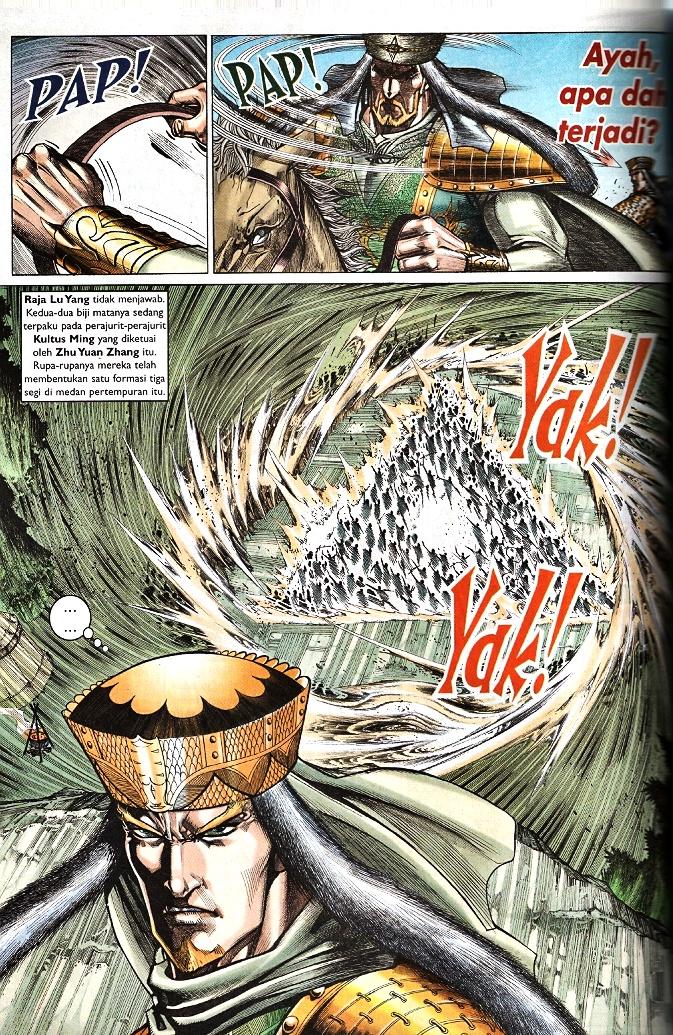 PAP!
PAP!
Ayah,
apa dah
terjadi?
Raja Lu Yang tidak menjawab.
Kedua-dua biji matanya sedang
terpaku pada perajurit-perajurit
Kultus Ming yang diketuai
oleh Zhu Yuan Zhang itu.
Rupa-rupanya mereka telah
membentukan satu formasi tiga
segi di medan pertempuran itu.
Yak!
Yak!
...
...